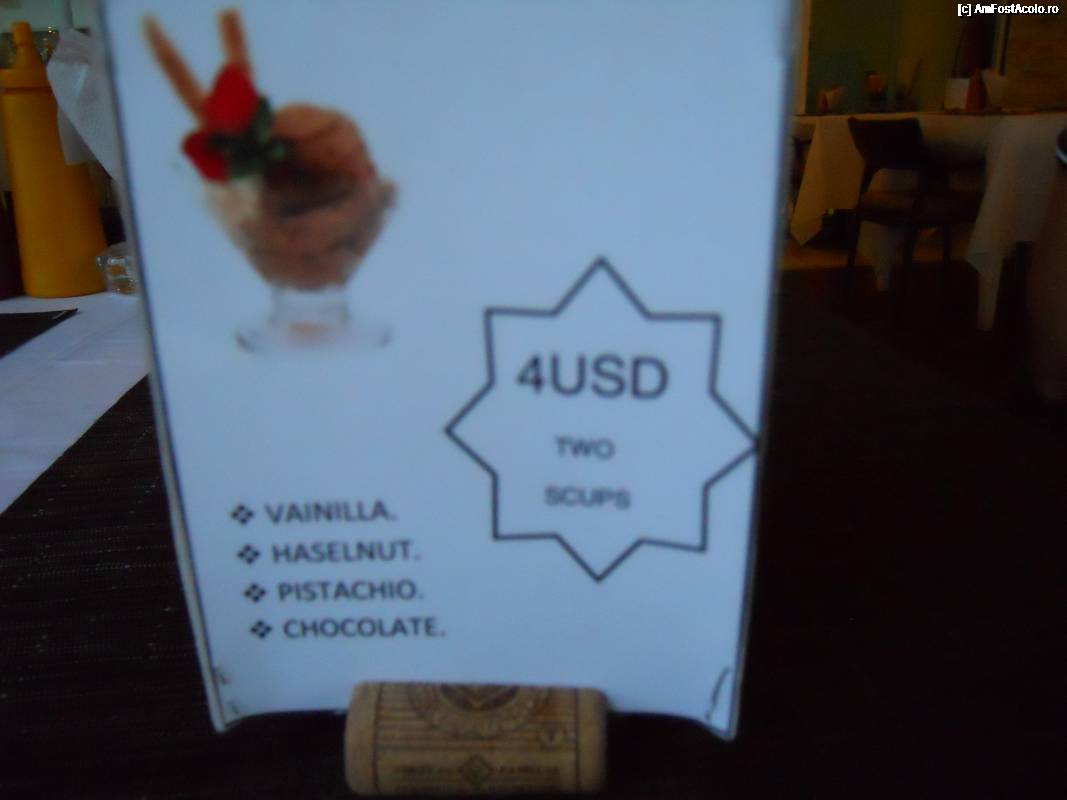 [c] AmFostAcolo.ro
4USD
TWO
SCUPS
VAINILLA.
HASELNUT.
PISTACHIO.
CHOCOLATE.